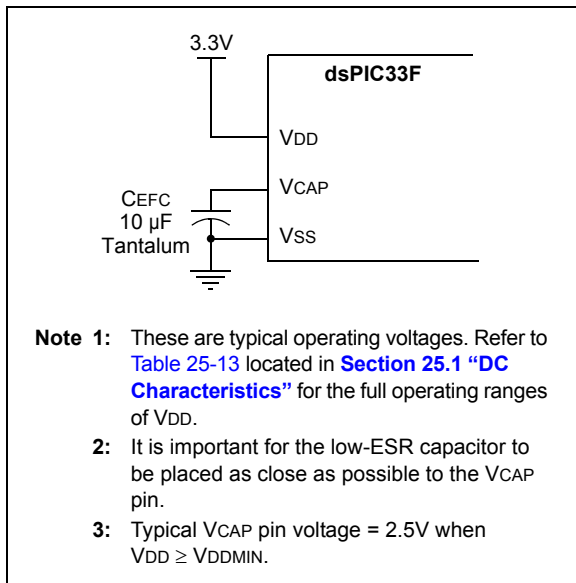 3.3V
dsPIC33F
VDD
VCAP
VSS
CEFC
10 µF
Tantalum
Note 1: These are typical operating voltages. Refer to
Table 25-13 located in Section 25.1 “DC
Characteristics” for the full operating ranges
of VDD.
2: It is important for the low-ESR capacitor to
be placed as close as possible to the VCAP
pin.
3: Typical VCAP pin voltage = 2.5V when
VDD ≥ VDDMIN.